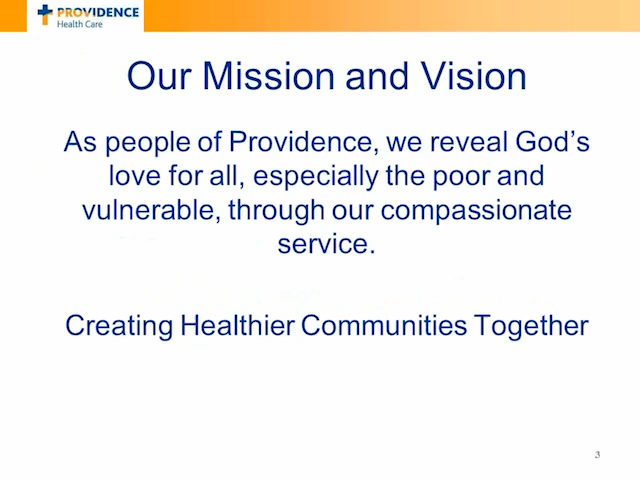 PROVIDENCE
Health Care
Our Mission and Vision
As people of Providence, we reveal God's
love for all, especially the poor and
vulnerable, through our compassionate
service.
Creating Healthier Communities Together
3